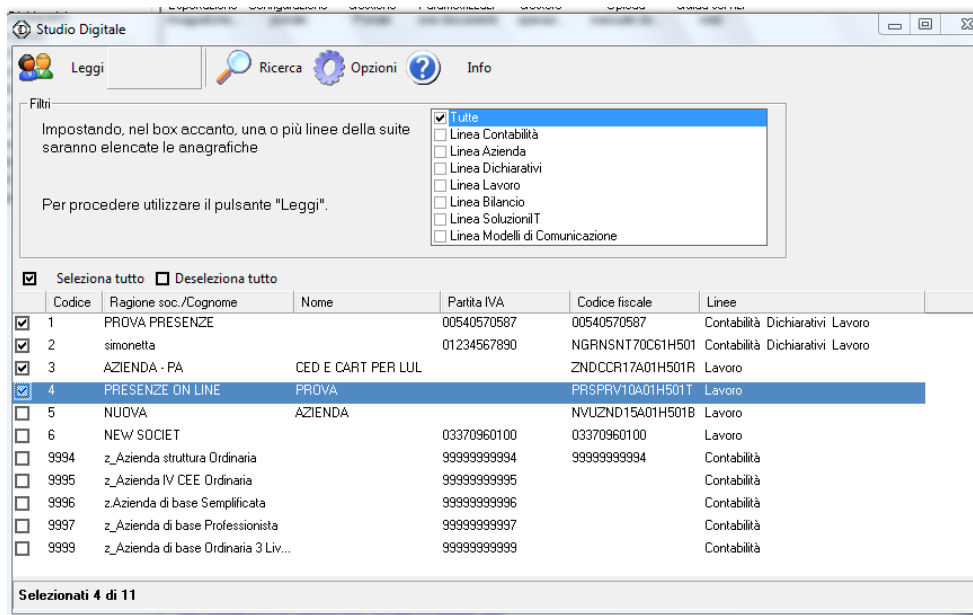 Studio Digitale
Leggi Ricerca Opzioni Info
Filtri
Impostando, nel box accanto, una o più linee della suite
saranno elencate le anagrafiche
Per procedere utilizzare il pulsante "Leggi".
Tutte
Linea Contabilità
Linea Azienda
Linea Dichiarativi
Linea Lavoro
Linea Bilancio
Linea SoluzioniIT
Linea Modelli di Comunicazione
Seleziona tutto Deseleziona tutto
Codice Ragione soc./Cognome Nome Partita IVA Codice fiscale Linee
1 PROVA PRESENZE 00540570587 00540570587 Contabilità Dichiarativi Lavoro
2 simonetta 01234567890 NGRNSNT70C61H501 Contabilità Dichiarativi Lavoro
3 AZIENDA - PA CED E CART PER LUL ZNDCCR17A01H501R Lavoro
4 PRESENZE ON LINE PROVA PRSPRV10A01H501T Lavoro
5 NUOVA AZIENDA NVUZND15A01H501B Lavoro
6 NEW SOCIET 03370960100 03370960100 Lavoro
9994 z_Azienda struttura Ordinaria 99999999994 99999999994 Contabilità
9995 z_Azienda IV CEE Ordinaria 99999999995 Contabilità
9996 z.Azienda di base Semplificata 99999999996 Contabilità
9997 z_Azienda di base Professionista 99999999997 Contabilità
9999 z_Azienda di base Ordinaria 3 Liv... 99999999999 Contabilità
Selezionati 4 di 11